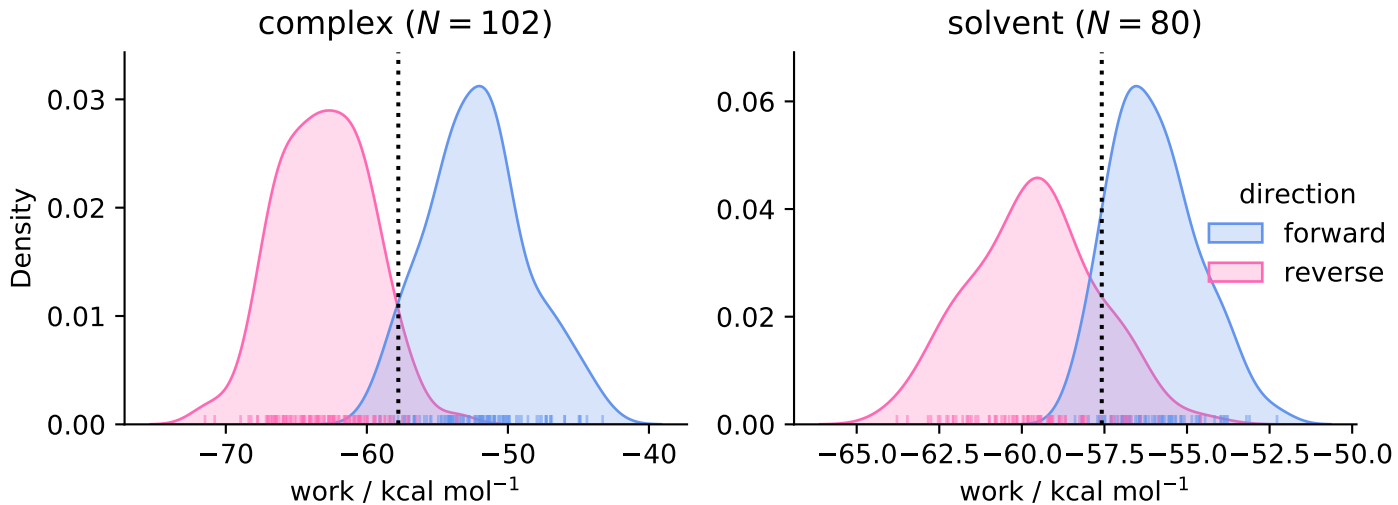 complex (N = 102)
Density
0.03
0.02
0.01
0.00
−70 −60 −50 −40
work / kcal mol⁻¹
solvent (N = 80)
0.06
0.04
0.02
0.00
−65.0 −62.5 −60.0 −57.5 −55.0 −52.5 −50.0
work / kcal mol⁻¹
direction
forward
reverse